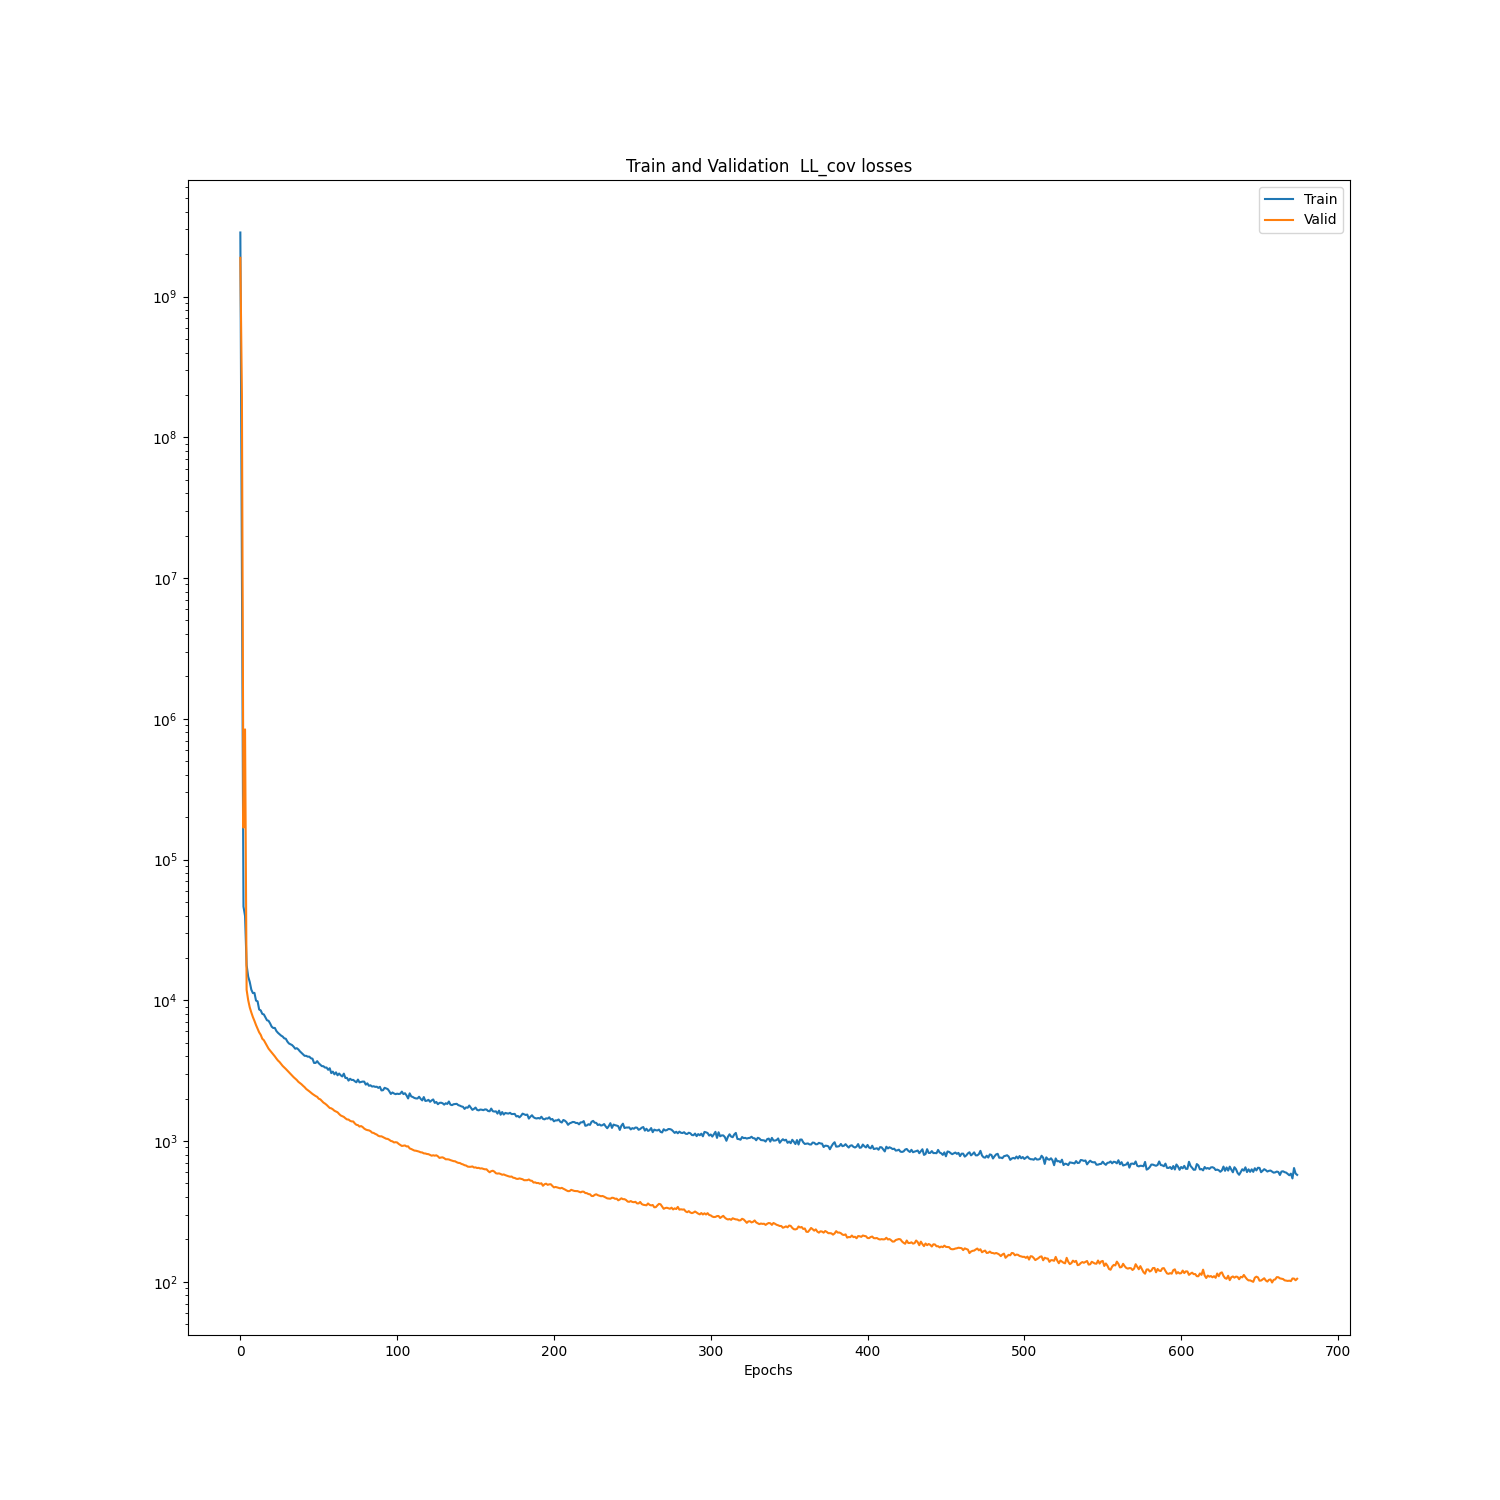 Train and Validation  LL_cov losses
Train
Valid
10⁹
10⁸
10⁷
10⁶
10⁵
10⁴
10³
10²
0 100 200 300 400 500 600 700
Epochs